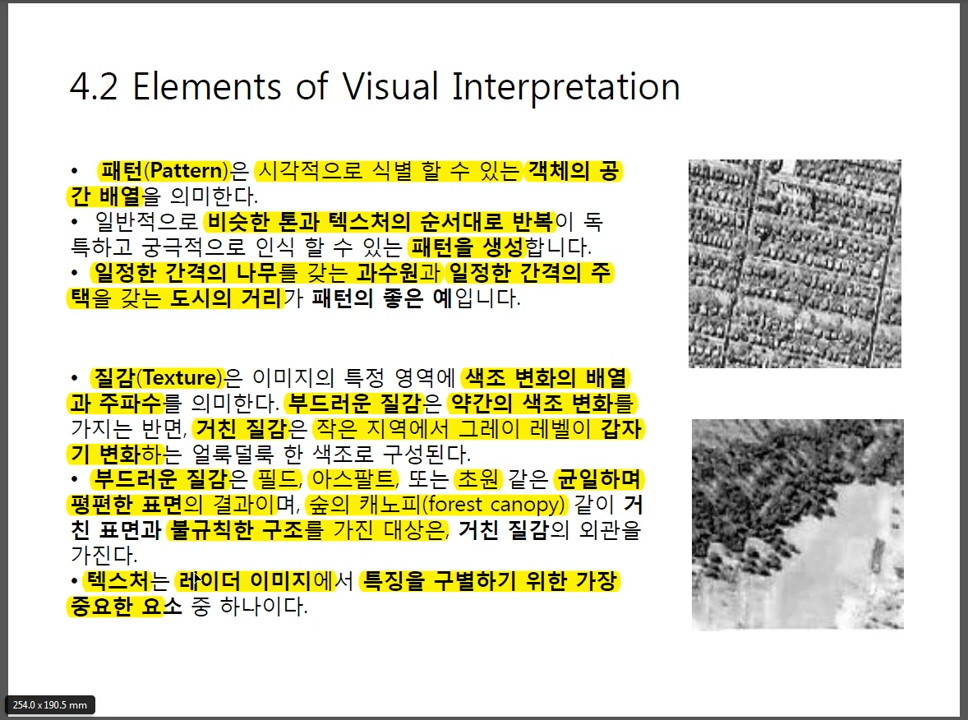 4.2 Elements of Visual Interpretation
• 패턴(Pattern)은 시각적으로 식별 할 수 있는 객체의 공
간 배열을 의미한다.
• 일반적으로 비슷한 톤과 텍스처의 순서대로 반복이 독
특하고 궁극적으로 인식 할 수 있는 패턴을 생성합니다.
• 일정한 간격의 나무를 갖는 과수원과 일정한 간격의 주
택을 갖는 도시의 거리가 패턴의 좋은 예입니다.
• 질감(Texture)은 이미지의 특정 영역에 색조 변화의 배열
과 주파수를 의미한다. 부드러운 질감은 약간의 색조 변화를
가지는 반면, 거친 질감은 작은 지역에서 그레이 레벨이 갑자
기 변화하는 얼룩덜룩 한 색조로 구성된다.
• 부드러운 질감은 필드, 아스팔트, 또는 초원 같은 균일하며
평편한 표면의 결과이며, 숲의 캐노피(forest canopy) 같이 거
친 표면과 불규칙한 구조를 가진 대상은, 거친 질감의 외관을
가진다.
• 텍스처는 레이더 이미지에서 특징을 구별하기 위한 가장
중요한 요소 중 하나이다.
254.0 x 190.5 mm